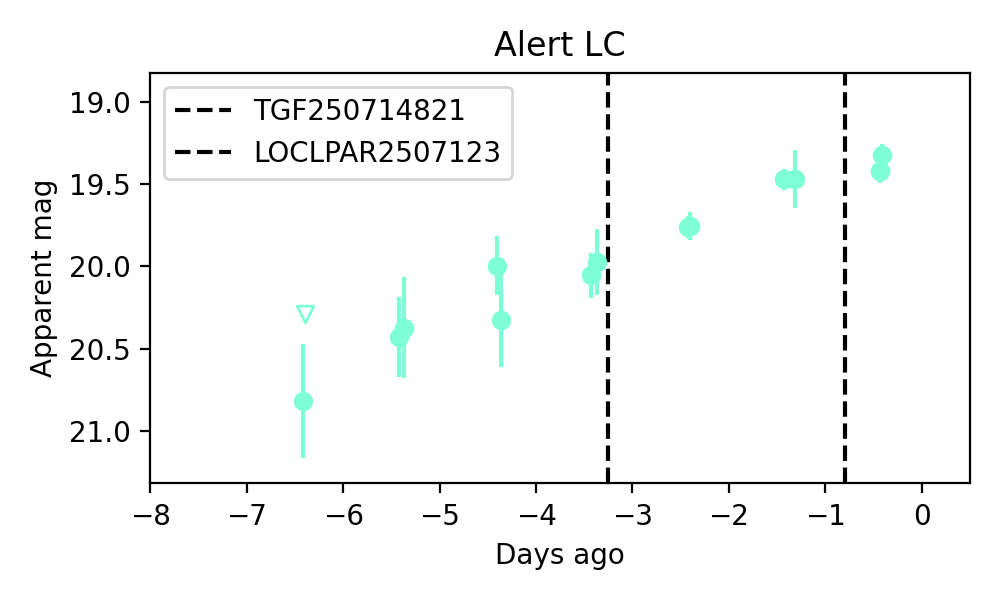 Alert LC
TGF250714821
LOCLPAR2507123
Apparent mag
19.0
19.5
20.0
20.5
21.0
−8 −7 −6 −5 −4 −3 −2 −1 0
Days ago